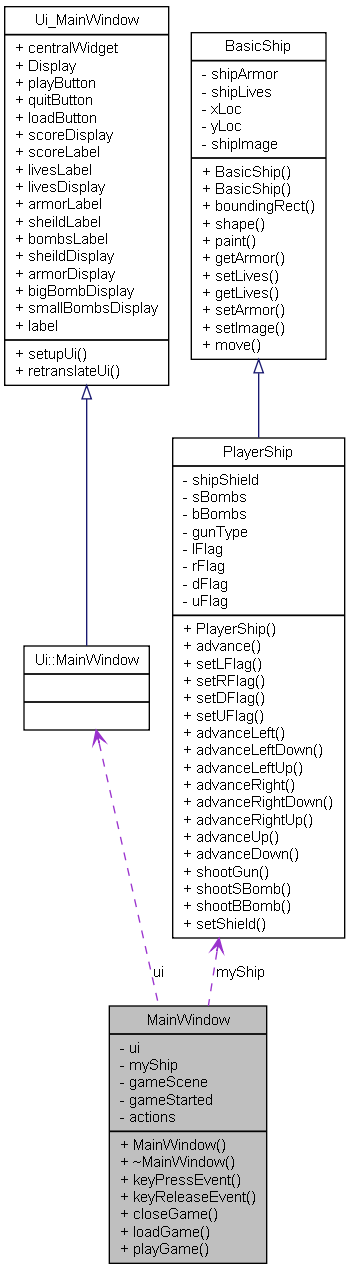 Ui_MainWindow
+ centralWidget
+ Display
+ playButton
+ quitButton
+ loadButton
+ scoreDisplay
+ scoreLabel
+ livesLabel
+ livesDisplay
+ armorLabel
+ sheildLabel
+ bombsLabel
+ sheildDisplay
+ armorDisplay
+ bigBombDisplay
+ smallBombsDisplay
+ label
+ setupUi()
+ retranslateUi()
BasicShip
- shipArmor
- shipLives
- xLoc
- yLoc
- shipImage
+ BasicShip()
+ BasicShip()
+ boundingRect()
+ shape()
+ paint()
+ getArmor()
+ setLives()
+ getLives()
+ setArmor()
+ setImage()
+ move()
PlayerShip
- shipShield
- sBombs
- bBombs
- gunType
- lFlag
- rFlag
- dFlag
- uFlag
+ PlayerShip()
+ advance()
+ setLFlag()
+ setRFlag()
+ setDFlag()
+ setUFlag()
+ advanceLeft()
+ advanceLeftDown()
+ advanceLeftUp()
+ advanceRight()
+ advanceRightDown()
+ advanceRightUp()
+ advanceUp()
+ advanceDown()
+ shootGun()
+ shootSBomb()
+ shootBBomb()
+ setShield()
Ui::MainWindow
ui
myShip
MainWindow
- ui
- myShip
- gameScene
- gameStarted
- actions
+ MainWindow()
+ ~MainWindow()
+ keyPressEvent()
+ keyReleaseEvent()
+ closeGame()
+ loadGame()
+ playGame()